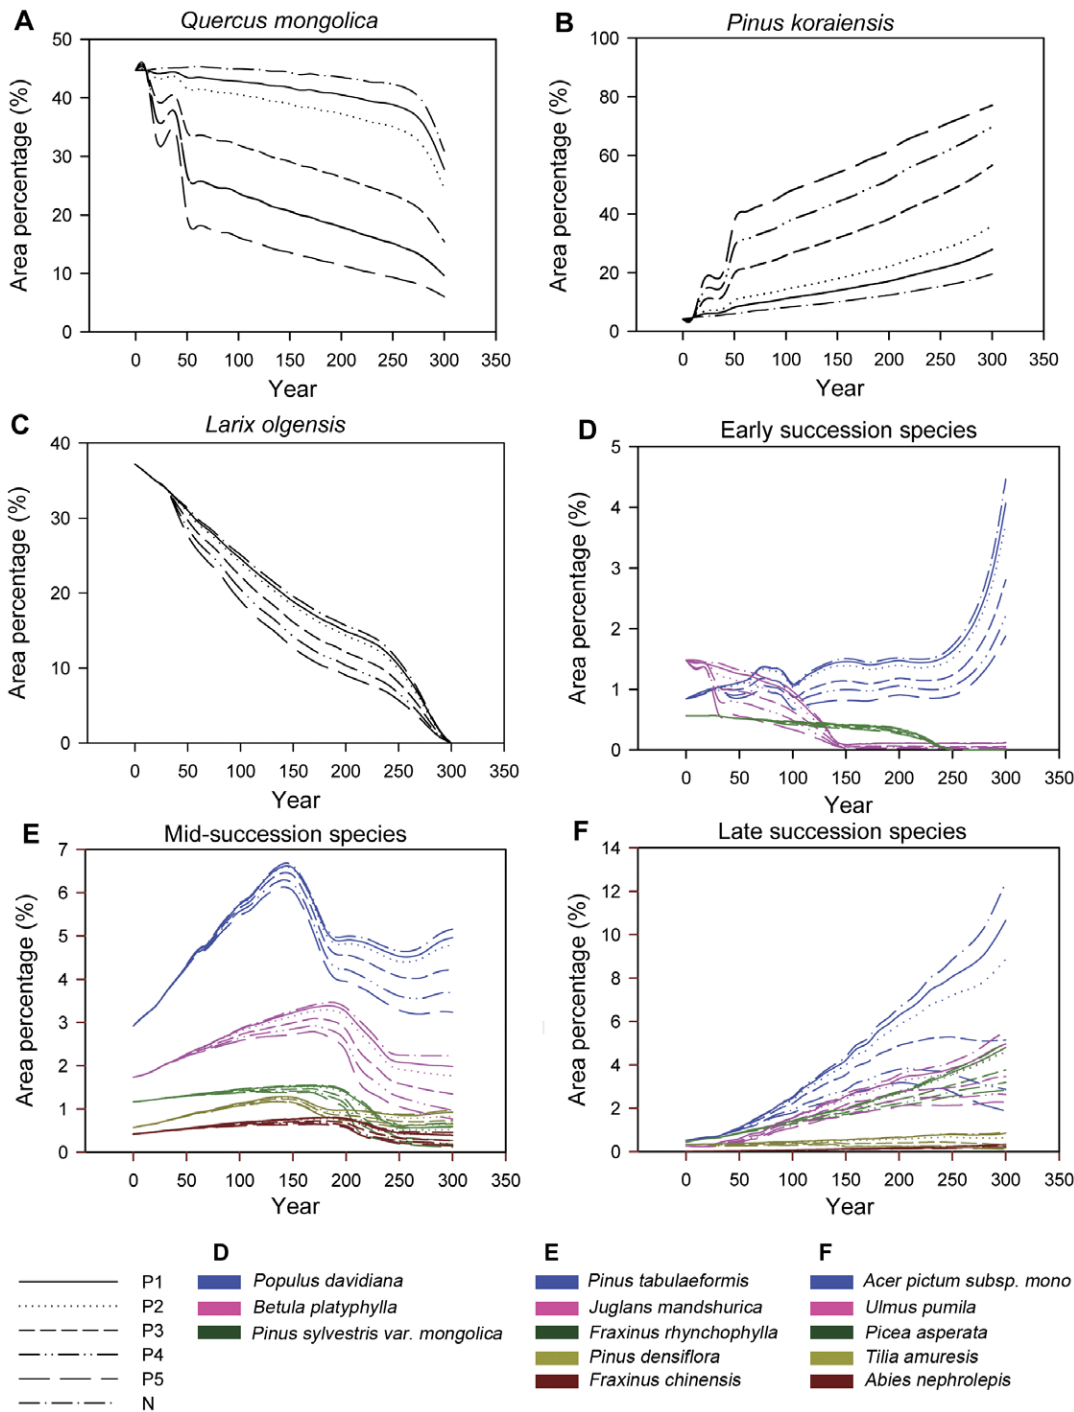 A
Quercus mongolica
50
40
30
20
10
0
Area percentage (%)
0 50 100 150 200 250 300 350
Year
B
Pinus koraiensis
100
80
60
40
20
0
Area percentage (%)
0 50 100 150 200 250 300 350
Year
C
Larix olgensis
40
30
20
10
0
Area percentage (%)
0 50 100 150 200 250 300 350
Year
D
Early succession species
5
4
3
2
1
0
Area percentage (%)
0 50 100 150 200 250 300 350
Year
E
Mid-succession species
7
6
5
4
3
2
1
0
Area percentage (%)
0 50 100 150 200 250 300 350
Year
F
Late succession species
14
12
10
8
6
4
2
0
Area percentage (%)
0 50 100 150 200 250 300 350
Year
P1
P2
P3
P4
P5
N
D
Populus davidiana
Betula platyphylla
Pinus sylvestris var. mongolica
E
Pinus tabulaeformis
Juglans mandshurica
Fraxinus rhynchophylla
Pinus densiflora
Fraxinus chinensis
F
Acer pictum subsp. mono
Ulmus pumila
Picea asperata
Tilia amuresis
Abies nephrolepis